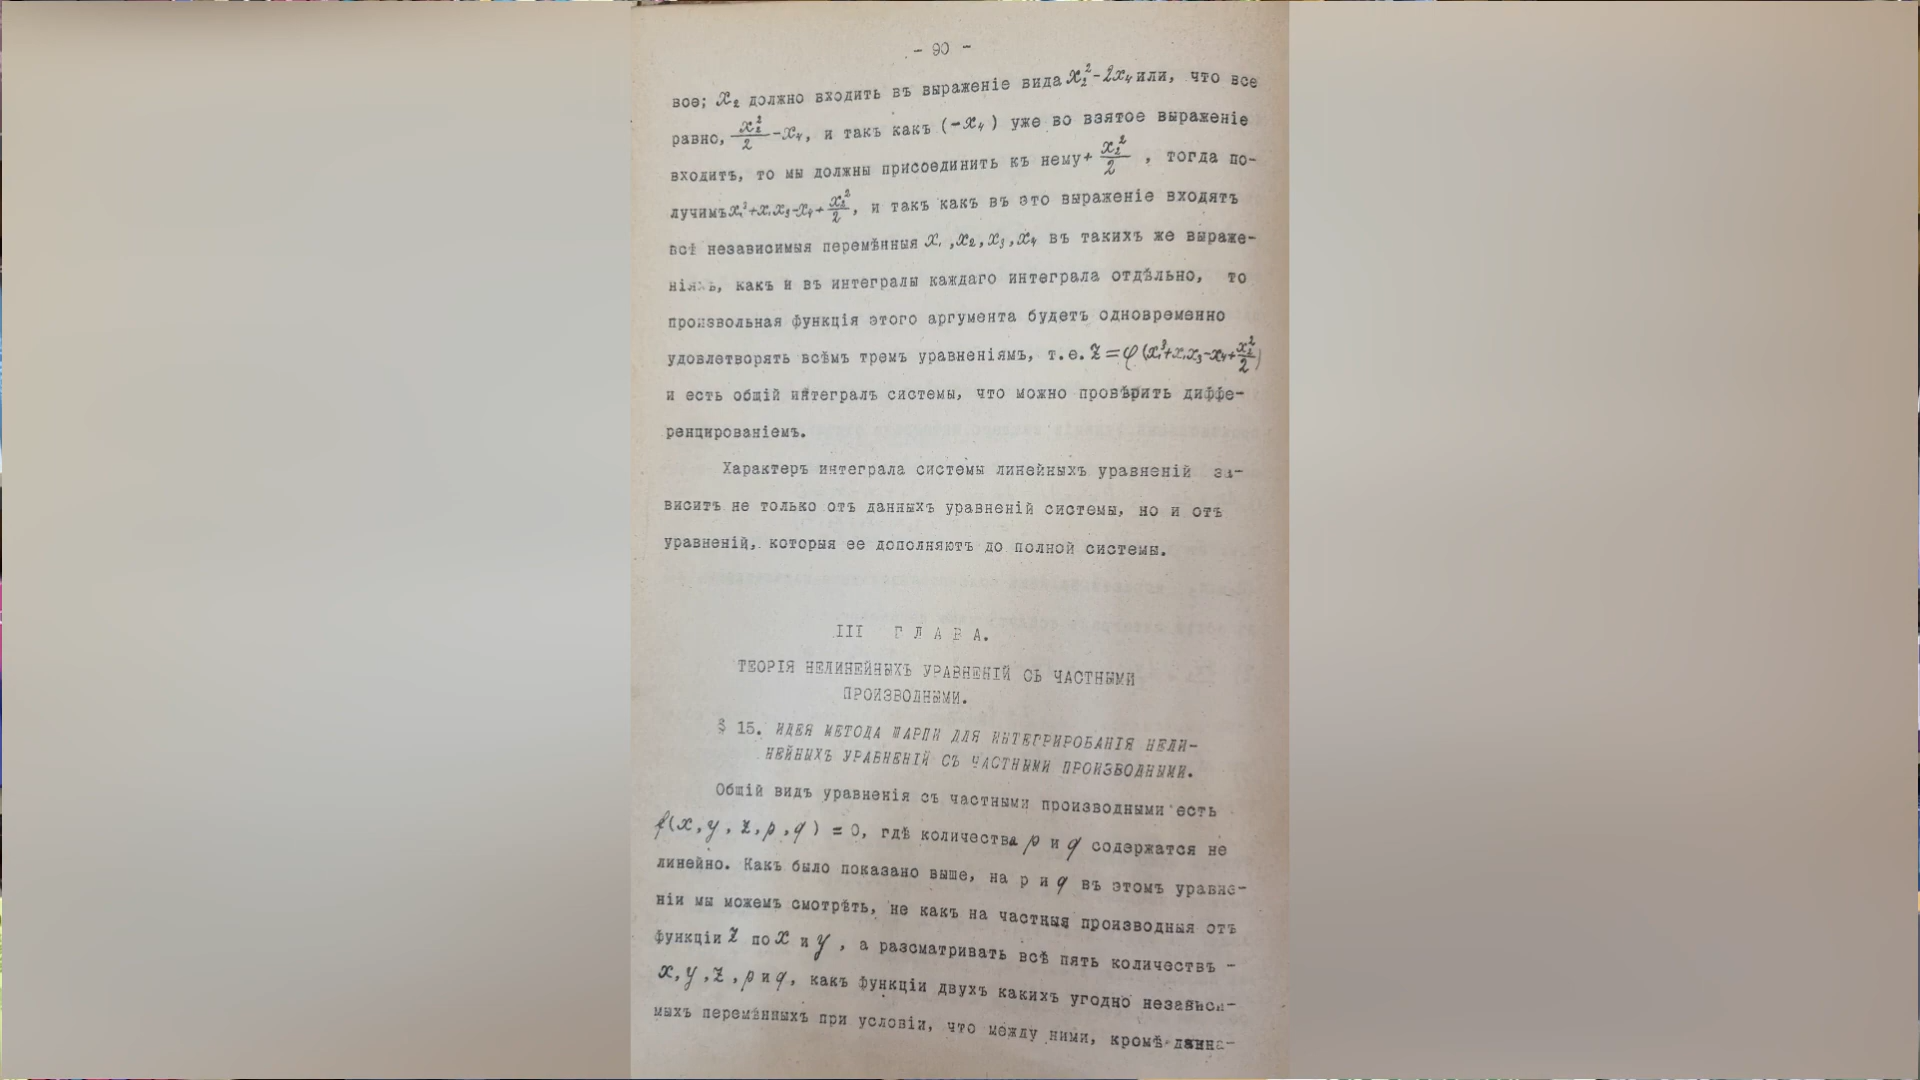 - 90 -
вое; x₂ должно входить въ выраженіе вида x₂²-2x₄ или, что все
равно, x₂²/2 -x₄, и такъ какъ (-x₄) уже во взятое выраженіе
входитъ, то мы должны присоединить къ нему + x₂²/2 , тогда по-
лучимъ x₁³+x₁x₃-x₄+x₂²/2, и такъ какъ въ это выраженіе входятъ
всѣ независимыя перемѣнныя x₁,x₂,x₃,x₄ въ такихъ же выраже-
ніяхъ, какъ и въ интегралы каждаго интеграла отдѣльно, то
произвольная функція этого аргумента будетъ одновременно
удовлетворять всѣмъ тремъ уравненіямъ, т.е. z=φ(x₁³+x₁x₃-x₄+x₂²/2)
и есть общій интегралъ системы, что можно провѣрить диффе-
ренцированіемъ.
Характеръ интеграла системы линейныхъ уравненій за-
виситъ не только отъ данныхъ уравненій системы, но и отъ
уравненій, которыя ее дополняютъ до полной системы.
III ГЛАВА.
ТЕОРІЯ НЕЛИНЕЙНЫХЪ УРАВНЕНІЙ СЪ ЧАСТНЫМИ
ПРОИЗВОДНЫМИ.
§ 15. ИДЕЯ МЕТОДА ШАРПИ ДЛЯ ИНТЕГРИРОВАНІЯ НЕЛИ-
НЕЙНЫХЪ УРАВНЕНІЙ СЪ ЧАСТНЫМИ ПРОИЗВОДНЫМИ.
Общій видъ уравненія съ частными производными есть
f(x,y,z,p,q) = 0, гдѣ количества p и q содержатся не
линейно. Какъ было показано выше, на p и q въ этомъ уравне-
ніи мы можемъ смотрѣть, не какъ на частныя производныя отъ
функціи z по x и y, а разсматривать всѣ пять количествъ -
x,y,z,p и q, какъ функціи двухъ какихъ угодно независи-
мыхъ перемѣнныхъ при условіи, что между ними, кромѣ данна-